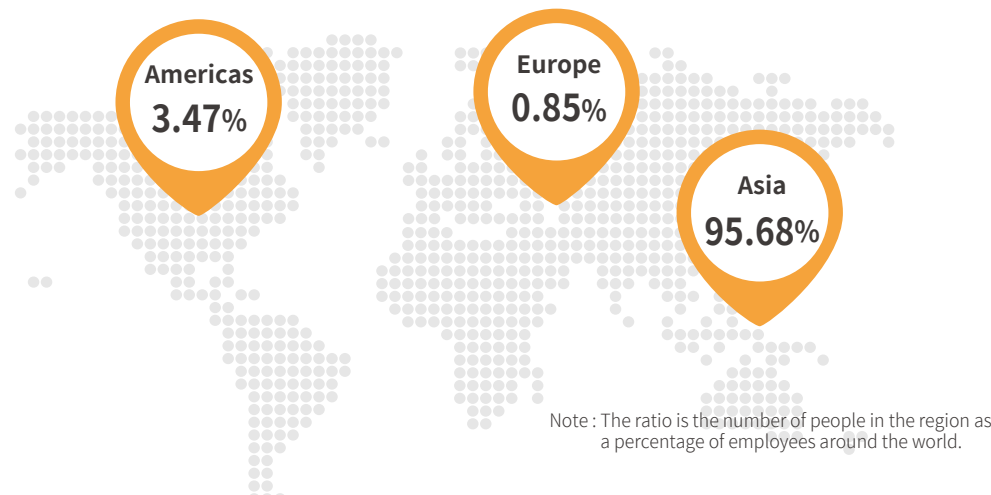 Americas
3.47%
Europe
0.85%
Asia
95.68%
Note : The ratio is the number of people in the region as
a percentage of employees around the world.